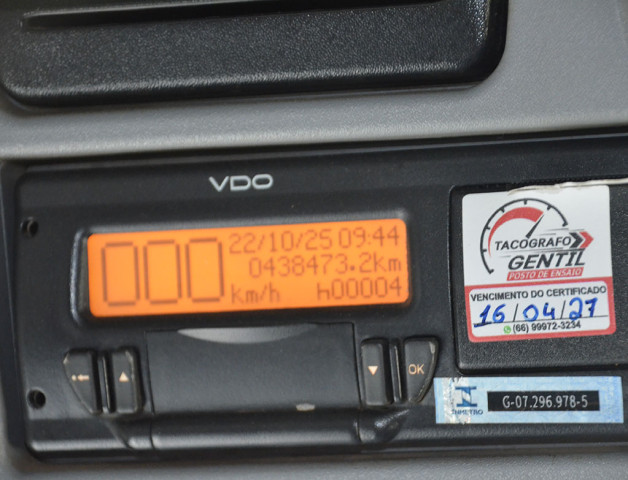 VDO
000
22/10/25 09:44
0438473.2km
km/h h00004
OK
TACOGRAFO
GENTIL
POSTO DE ENSAIO
VENCIMENTO DO CERTIFICADO
16/04/27
(66) 99972-3234
INMETRO
G-07.296.978-5